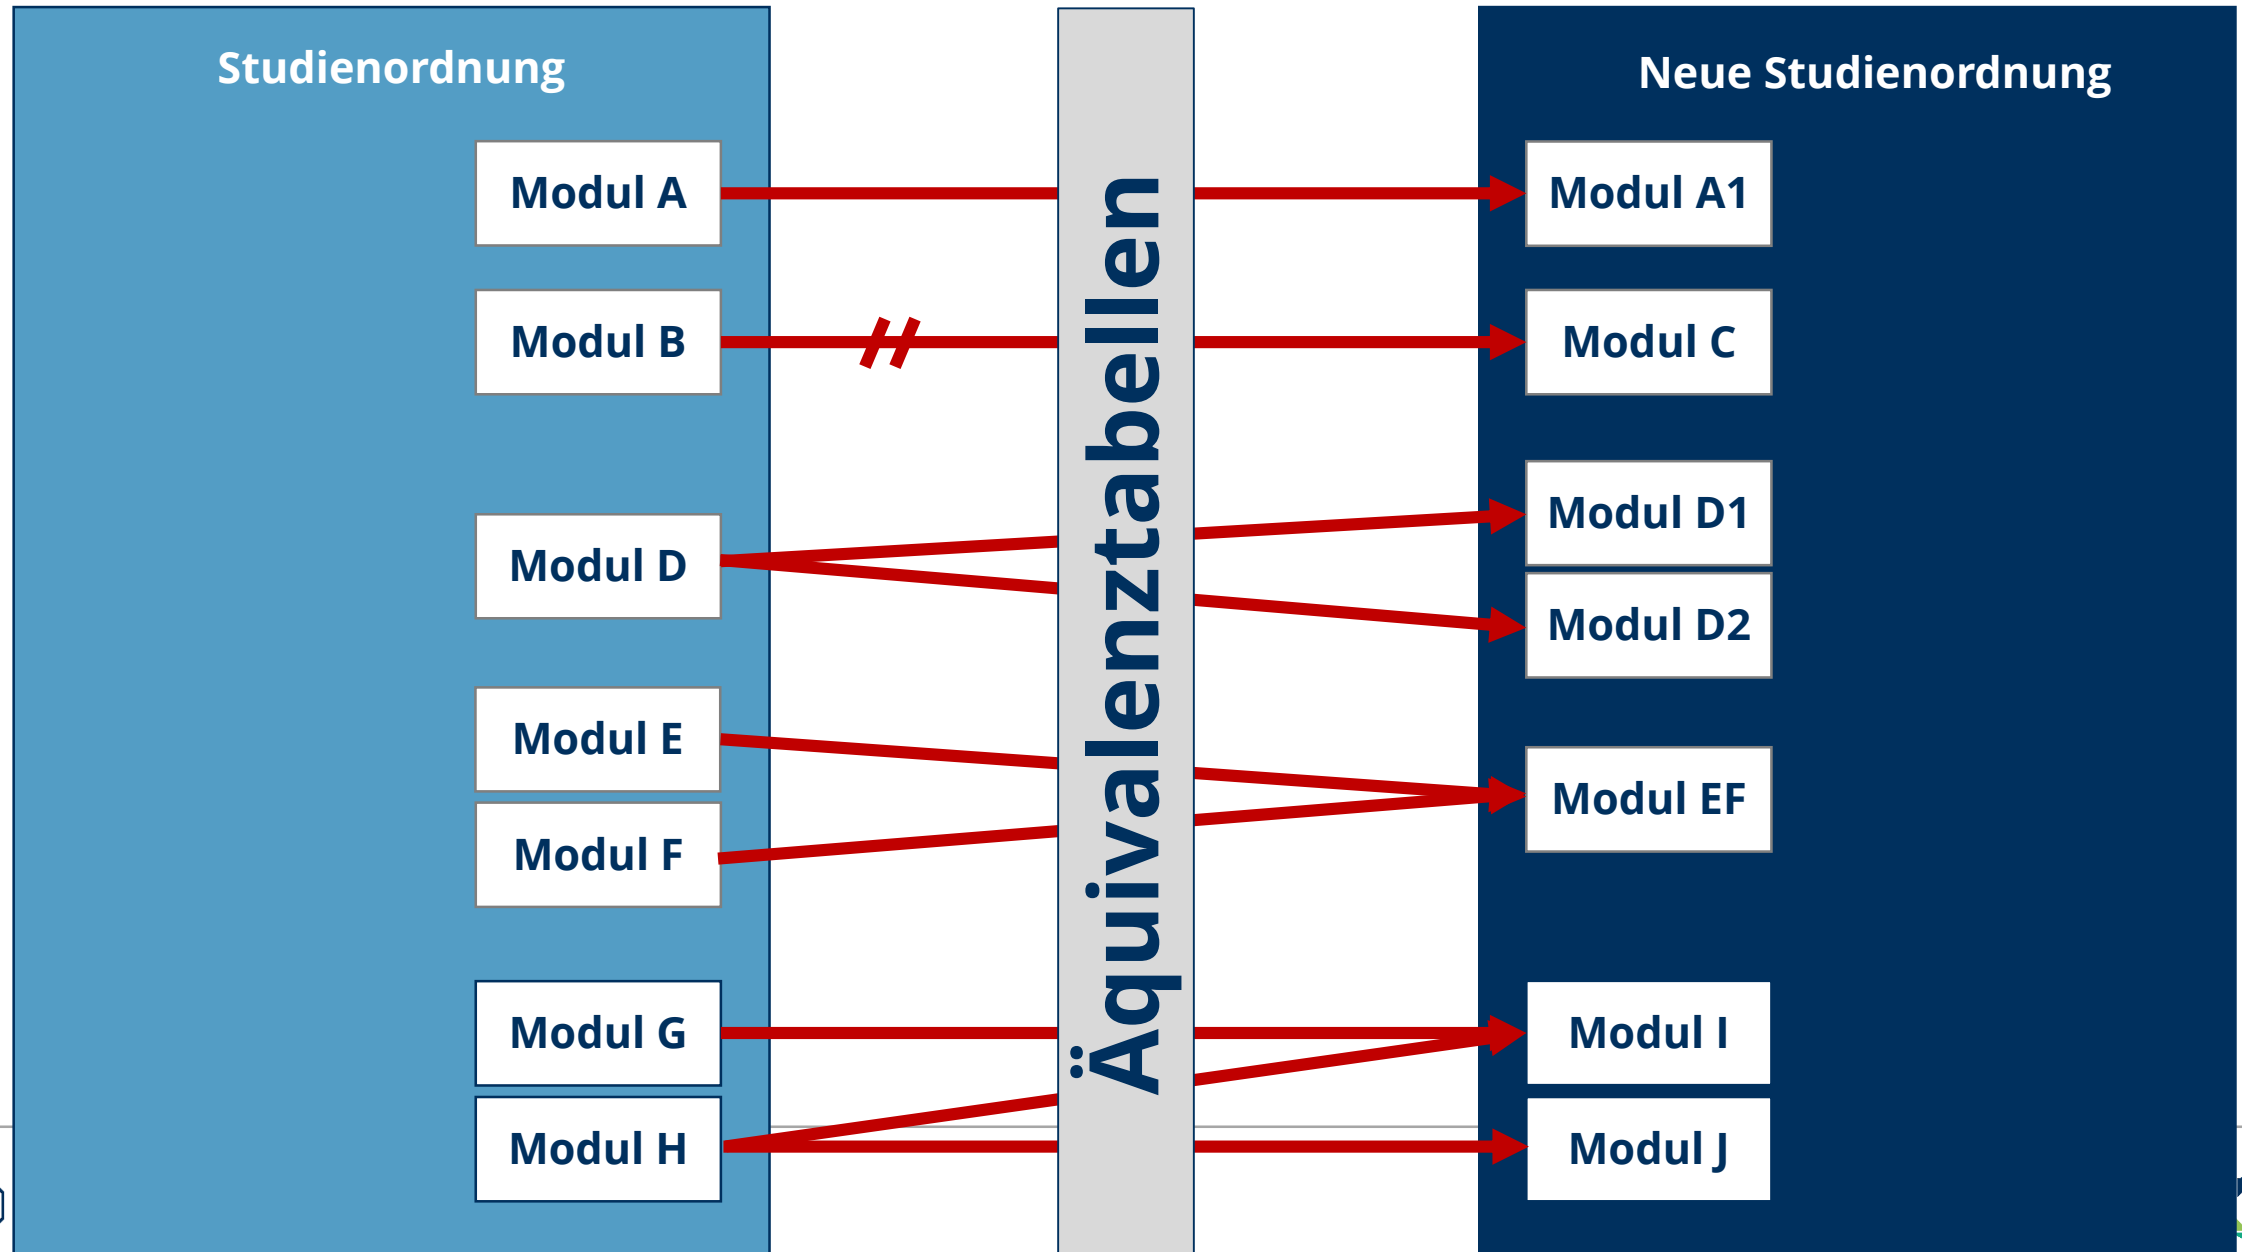 Studienordnung
Modul A
Modul B
Modul D
Modul E
Modul F
Modul G
Modul H
Äquivalenztabellen
Neue Studienordnung
Modul A1
Modul C
Modul D1
Modul D2
Modul EF
Modul I
Modul J